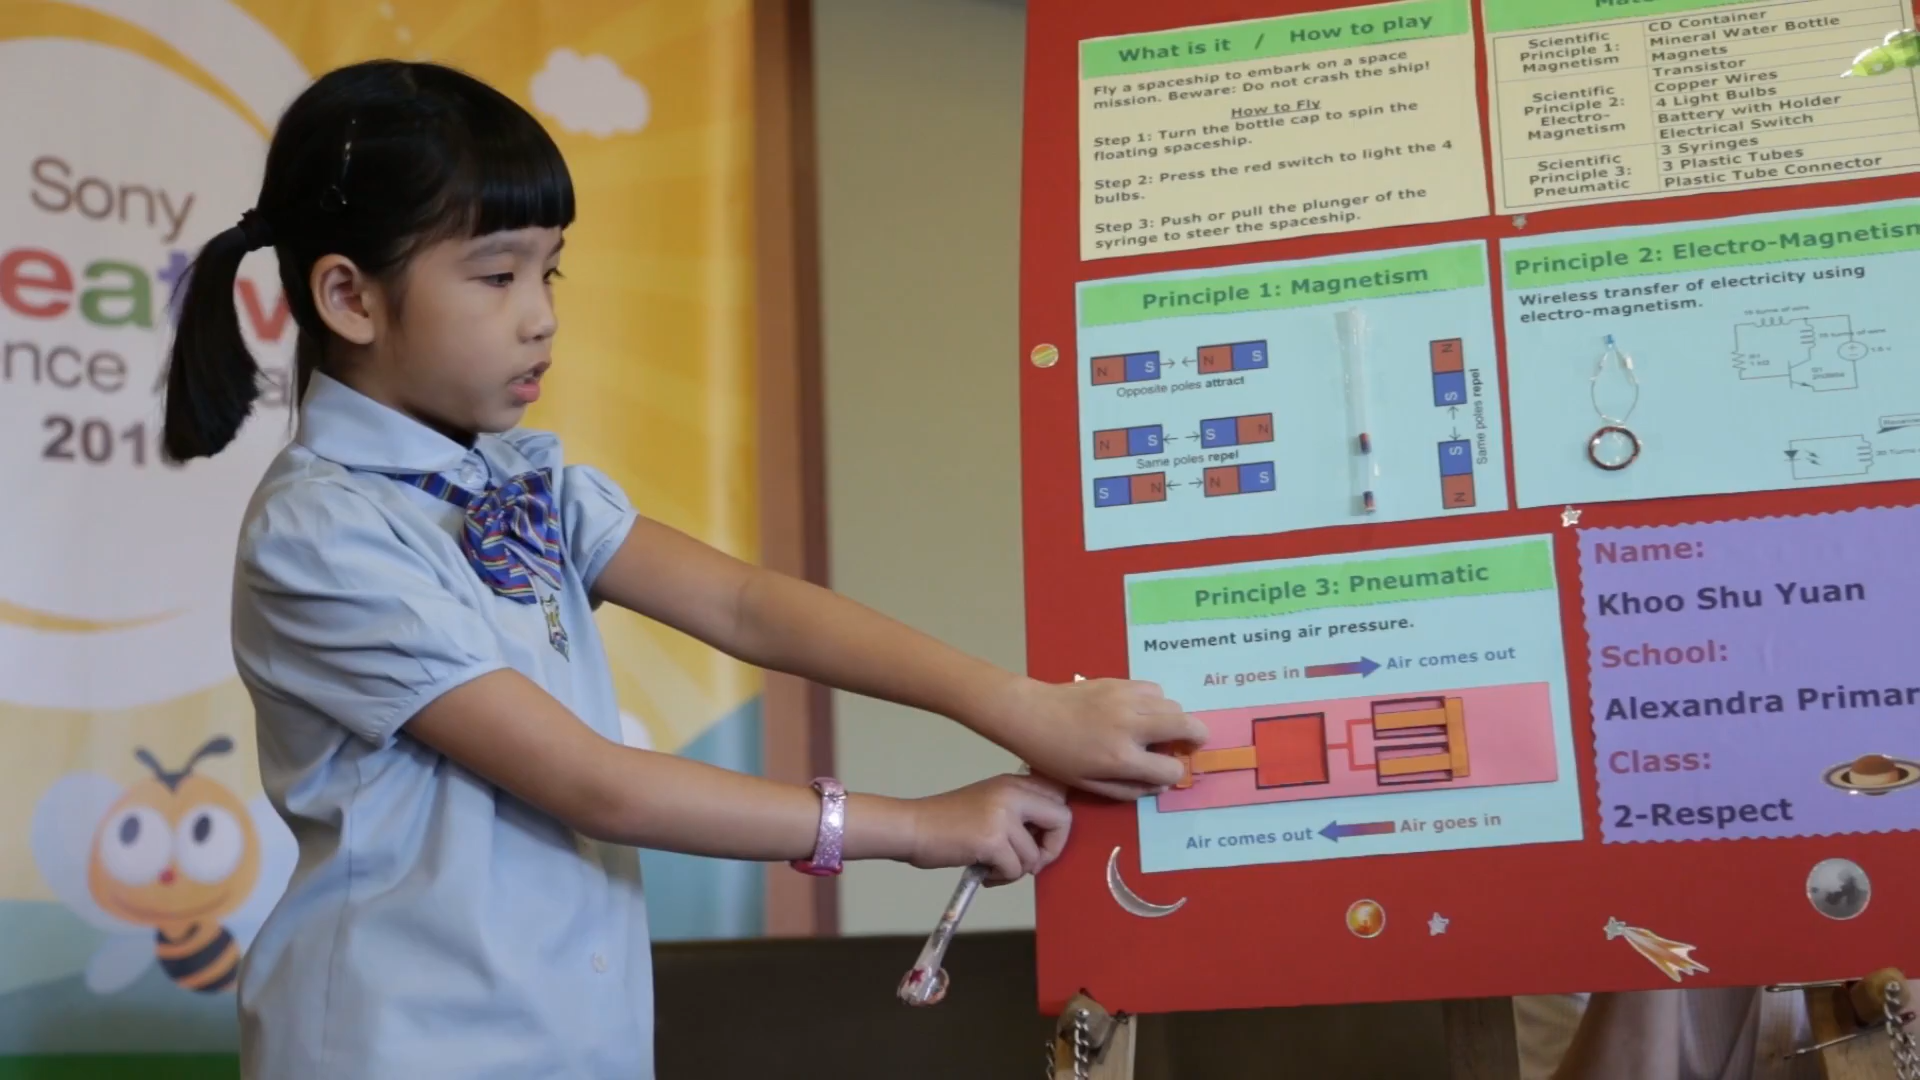 Sony
eativ
nce A
201
What is it / How to play
Fly a spaceship to embark on a space
mission. Beware: Do not crash the ship!
How to Fly
Step 1: Turn the bottle cap to spin the
floating spaceship.
Step 2: Press the red switch to light the 4
bulbs.
Step 3: Push or pull the plunger of the
syringe to steer the spaceship.
Scientific
Principle 1:
Magnetism
CD Container
Mineral Water Bottle
Magnets
Scientific
Principle 2:
Electro-
Magnetism
Transistor
Copper Wires
4 Light Bulbs
Battery with Holder
Electrical Switch
Scientific
Principle 3:
Pneumatic
3 Syringes
3 Plastic Tubes
Plastic Tube Connector
Principle 1: Magnetism
N S N S
Opposite poles attract
N S S N
Same poles repel
S N N S
N
S
S
N
Same poles repel
Principle 2: Electro-Magnetism
Wireless transfer of electricity using
electro-magnetism.
Principle 3: Pneumatic
Movement using air pressure.
Air goes in Air comes out
Air comes out Air goes in
Name:
Khoo Shu Yuan
School:
Alexandra Primar
Class:
2-Respect